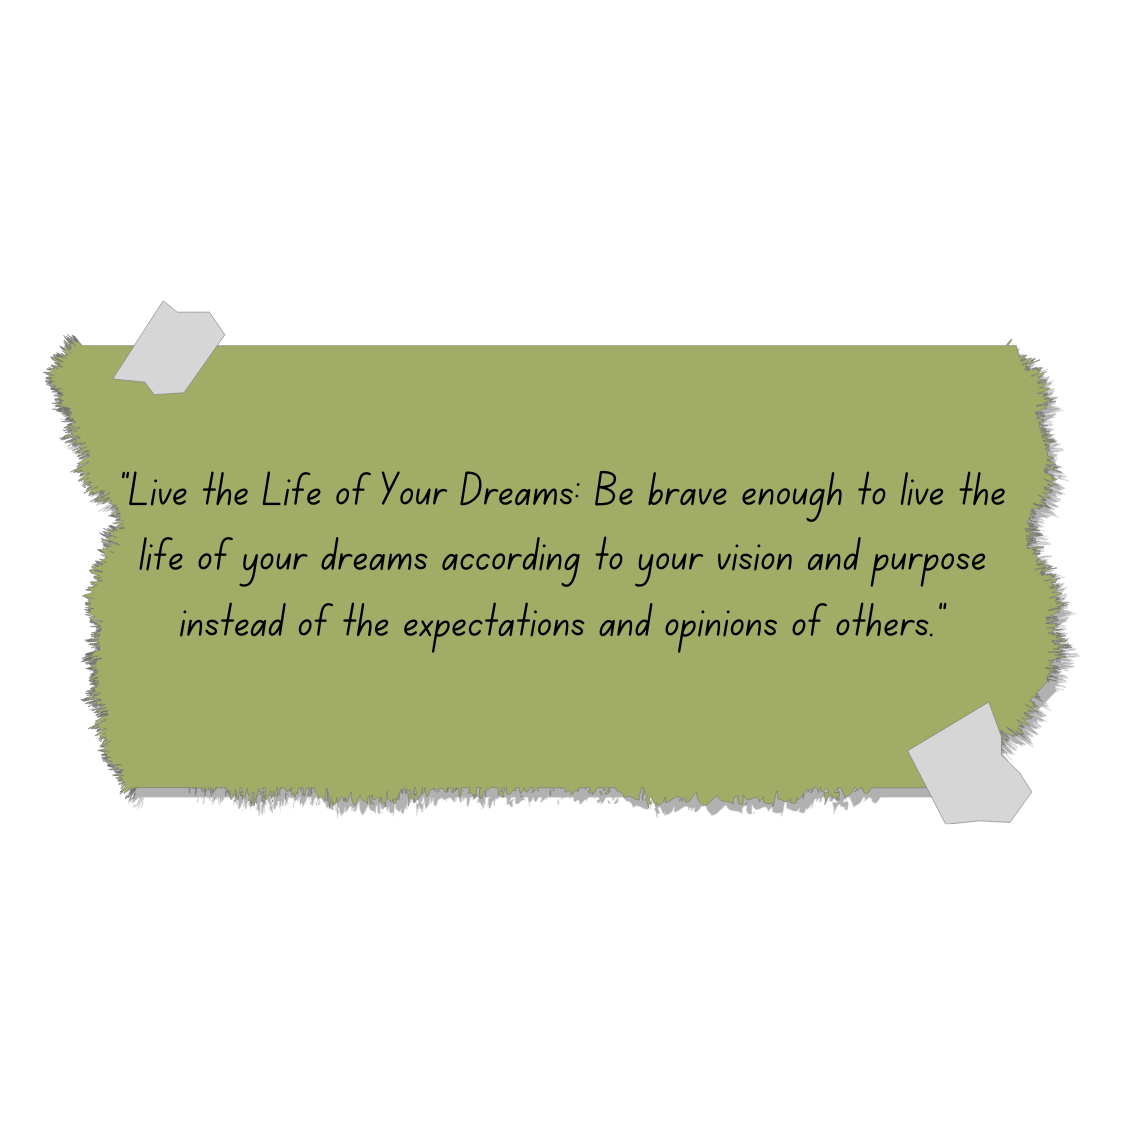 "Live the Life of Your Dreams: Be brave enough to live the
life of your dreams according to your vision and purpose
instead of the expectations and opinions of others."